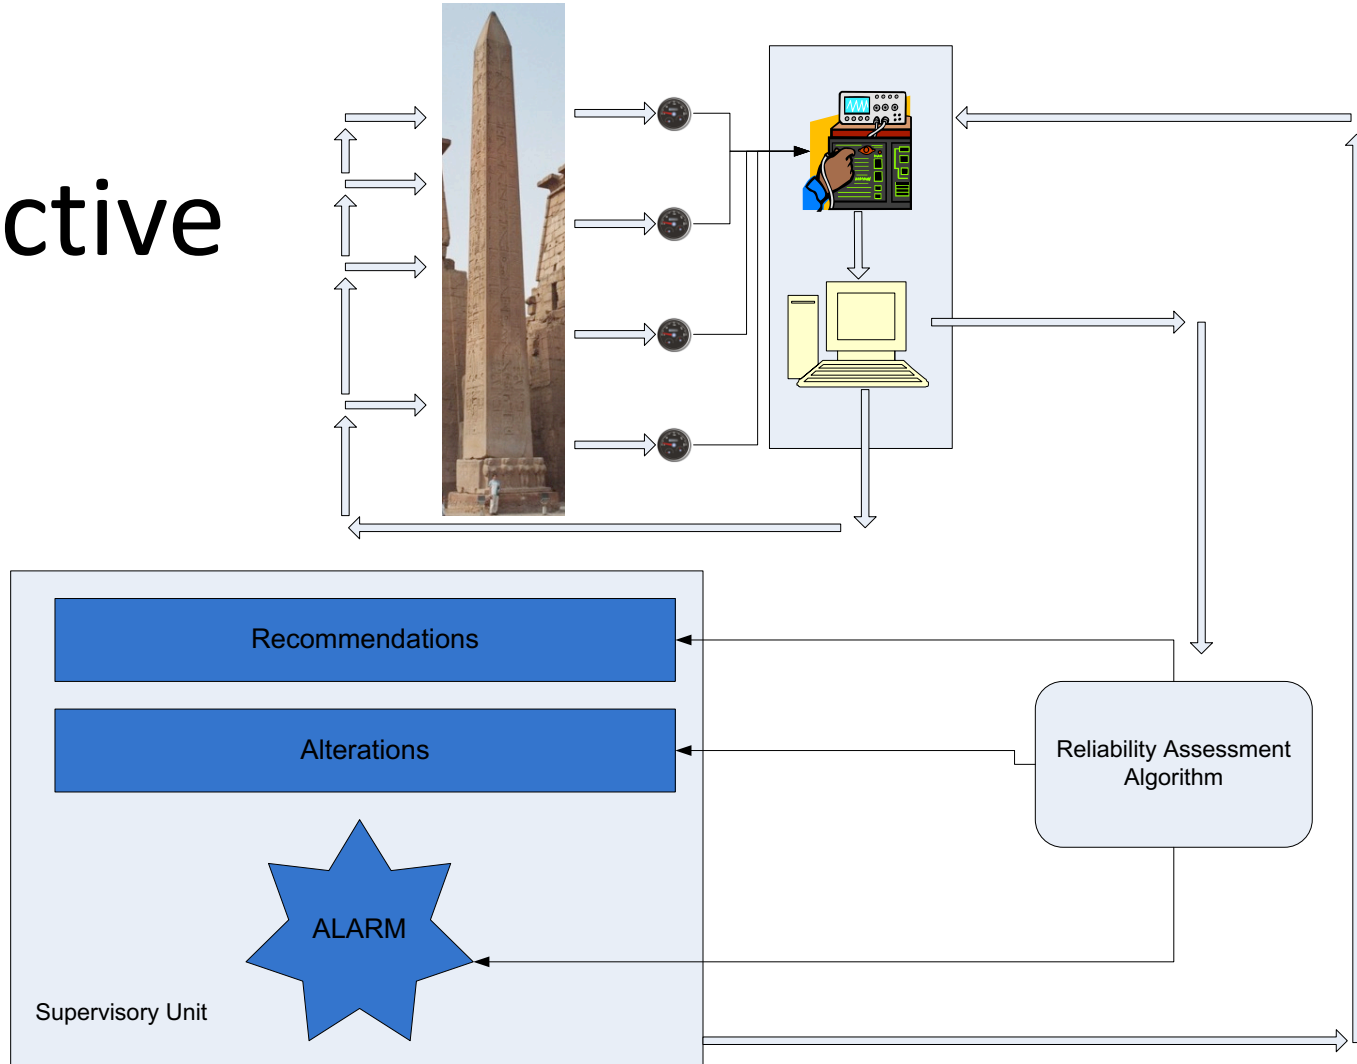 ctive
Recommendations
Alterations
Reliability Assessment
Algorithm
ALARM
Supervisory Unit